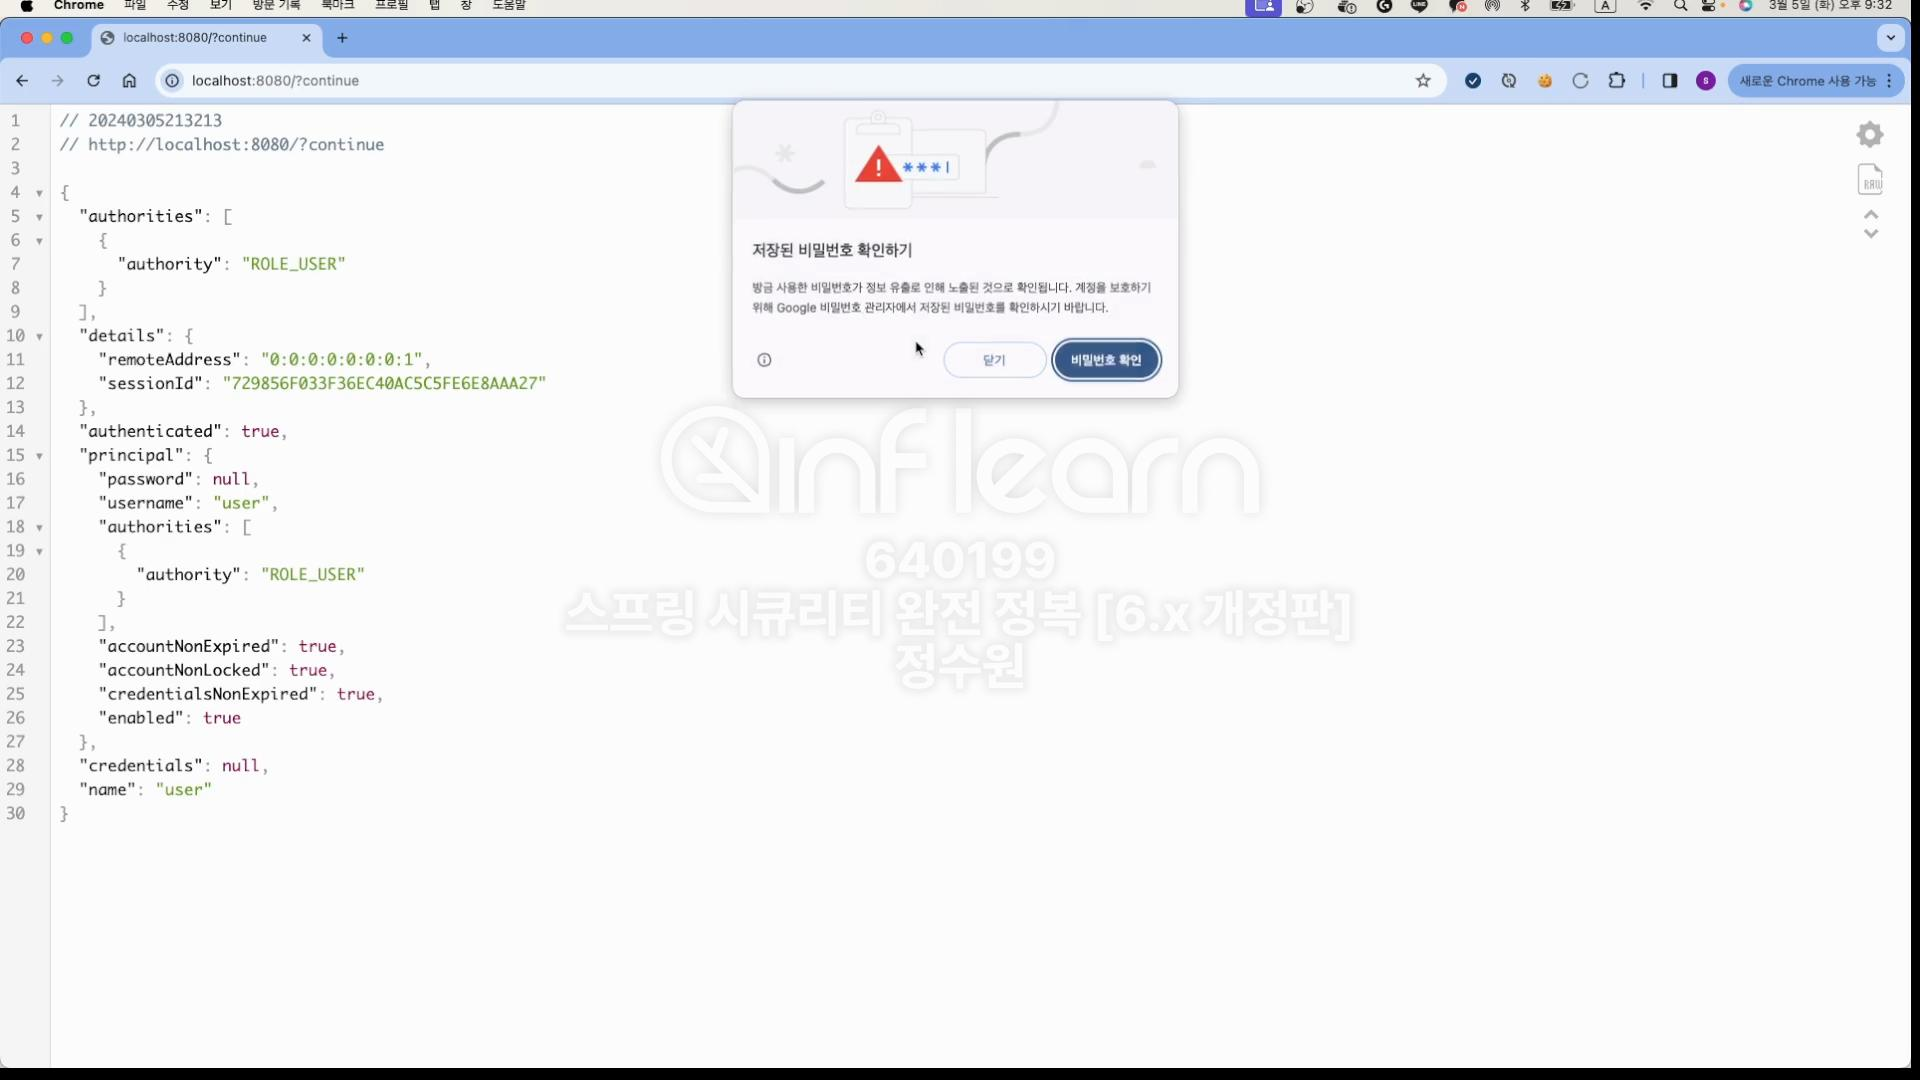 Chrome 파일 수정 보기 방문 기록 북마크 프로필 탭 창 도움말
A 3월 5일 (화) 오후 9:32
localhost:8080/?continue
localhost:8080/?continue
새로운 Chrome 사용 가능
1 // 20240305213213
2 // http://localhost:8080/?continue
3
4 {
5 "authorities": [
6 {
7 "authority": "ROLE_USER"
8 }
9 ],
10 "details": {
11 "remoteAddress": "0:0:0:0:0:0:0:1",
12 "sessionId": "729856F033F36EC40AC5C5FE6E8AAA27"
13 },
14 "authenticated": true,
15 "principal": {
16 "password": null,
17 "username": "user",
18 "authorities": [
19 {
20 "authority": "ROLE_USER"
21 }
22 ],
23 "accountNonExpired": true,
24 "accountNonLocked": true,
25 "credentialsNonExpired": true,
26 "enabled": true
27 },
28 "credentials": null,
29 "name": "user"
30 }
RAW
***|
저장된 비밀번호 확인하기
방금 사용한 비밀번호가 정보 유출로 인해 노출된 것으로 확인됩니다. 계정을 보호하기
위해 Google 비밀번호 관리자에서 저장된 비밀번호를 확인하시기 바랍니다.
닫기
비밀번호 확인
inflearn
640199
스프링 시큐리티 완전 정복 [6.x 개정판]
정수원